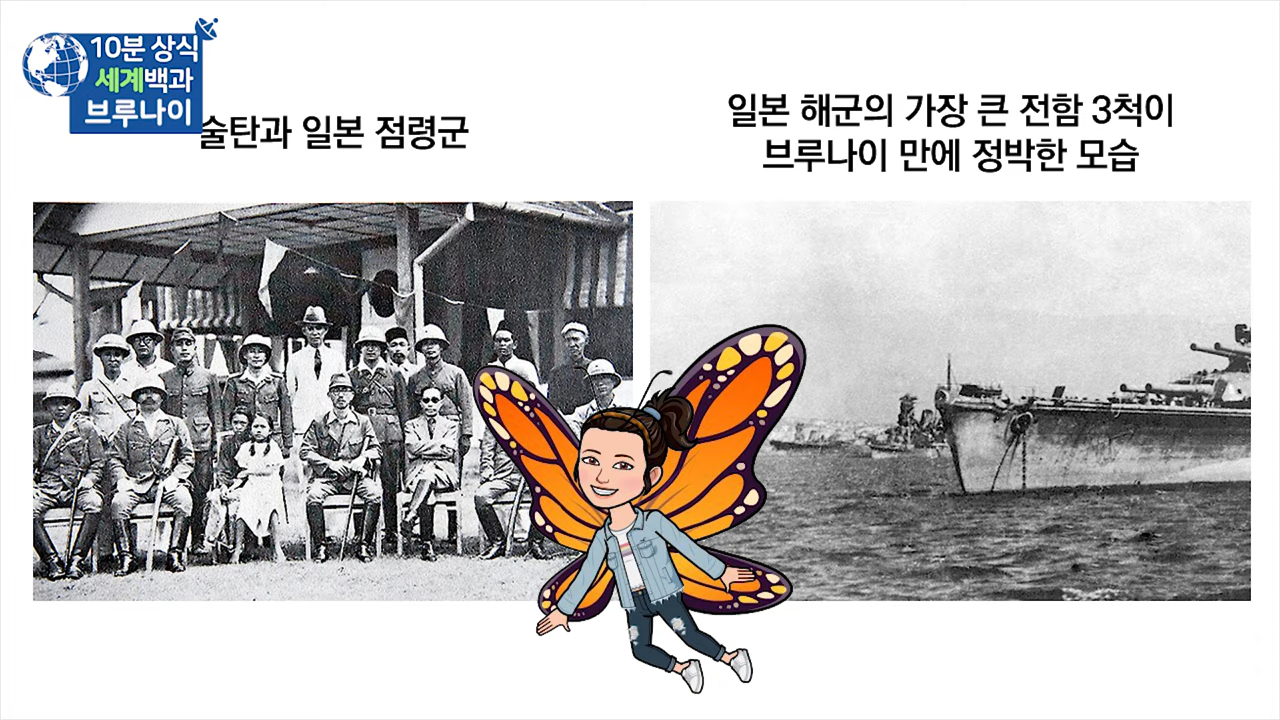 10분 상식
세계백과
브루나이
술탄과 일본 점령군
일본 해군의 가장 큰 전함 3척이
브루나이 만에 정박한 모습